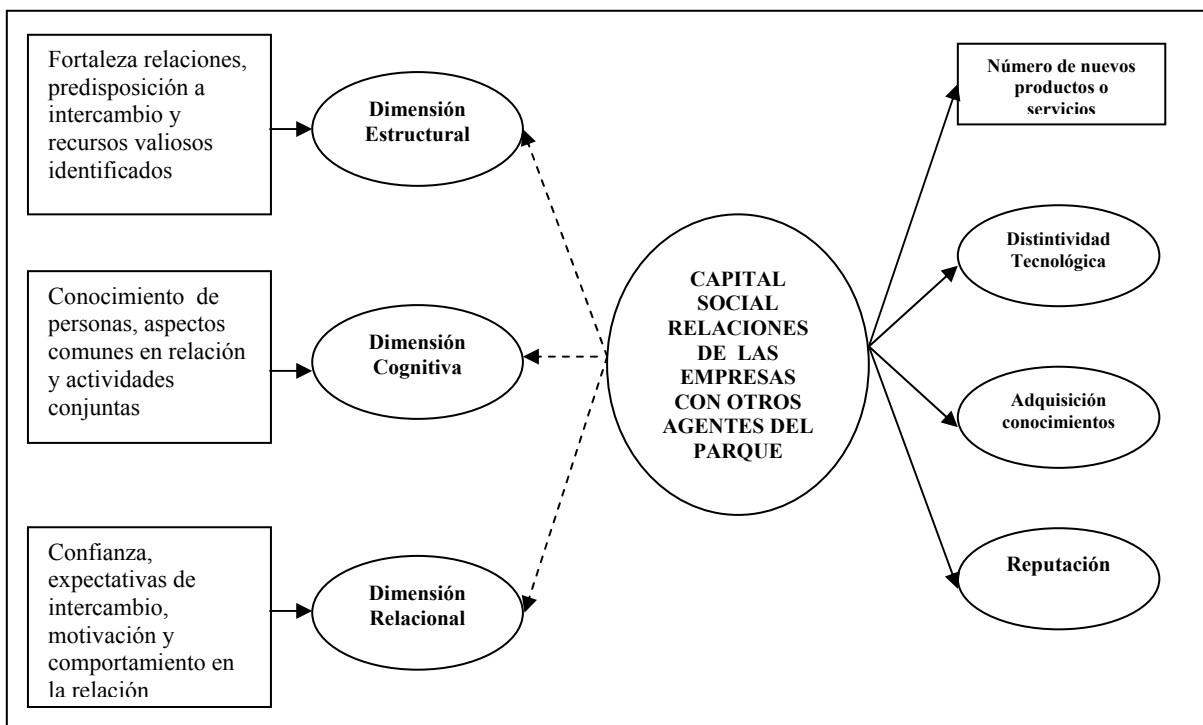 Fortaleza relaciones,
predisposición a
intercambio y
recursos valiosos
identificados
Dimensión
Estructural
Conocimiento de
personas, aspectos
comunes en relación
y actividades
conjuntas
Dimensión
Cognitiva
Confianza,
expectativas de
intercambio,
motivación y
comportamiento en
la relación
Dimensión
Relacional
CAPITAL
SOCIAL
RELACIONES
DE LAS
EMPRESAS
CON OTROS
AGENTES DEL
PARQUE
Número de nuevos
productos o
servicios
Distintividad
Tecnológica
Adquisición
conocimientos
Reputación